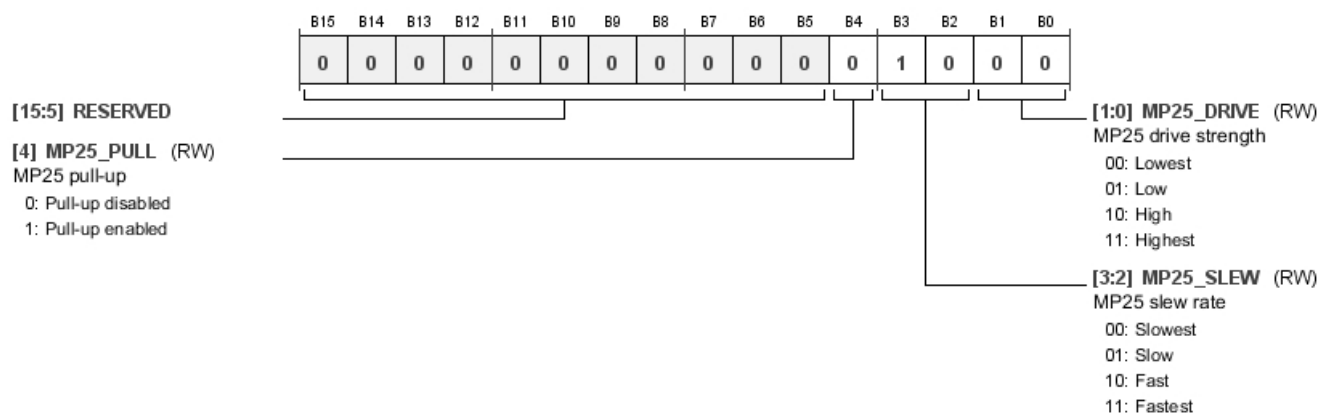 B15 B14 B13 B12 B11 B10 B9 B8 B7 B6 B5 B4 B3 B2 B1 B0
0 0 0 0 0 0 0 0 0 0 0 0 1 0 0 0
[15:5] RESERVED
[4] MP25_PULL (RW)
MP25 pull-up
0: Pull-up disabled
1: Pull-up enabled
[1:0] MP25_DRIVE (RW)
MP25 drive strength
00: Lowest
01: Low
10: High
11: Highest
[3:2] MP25_SLEW (RW)
MP25 slew rate
00: Slowest
01: Slow
10: Fast
11: Fastest